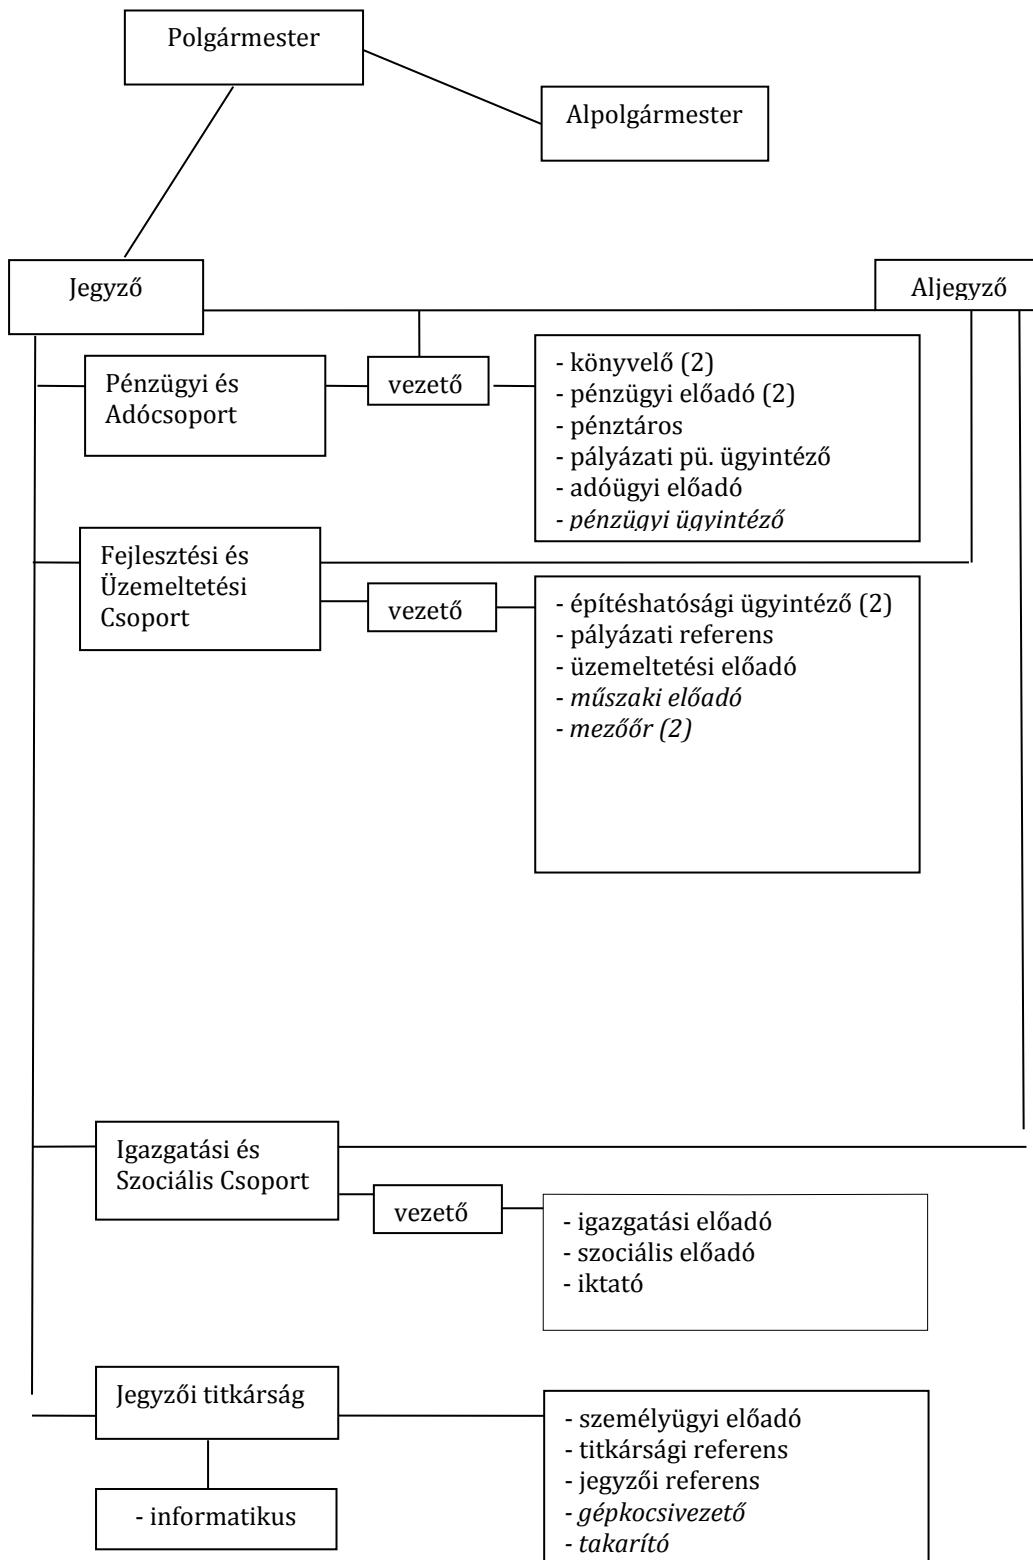 Polgármester
Alpolgármester
Jegyző
Aljegyző
Pénzügyi és
Adócsoport
vezető
- könyvelő (2)
- pénzügyi előadó (2)
- pénztáros
- pályázati pü. ügyintéző
- adóügyi előadó
- pénzügyi ügyintéző
Fejlesztési és
Üzemeltetési
Csoport
vezető
- építéshatósági ügyintéző (2)
- pályázati referens
- üzemeltetési előadó
- műszaki előadó
- mezőőr (2)
Igazgatási és
Szociális Csoport
vezető
- igazgatási előadó
- szociális előadó
- iktató
Jegyzői titkárság
- személyügyi előadó
- titkársági referens
- jegyzői referens
- gépkocsivezető
- takarító
- informatikus